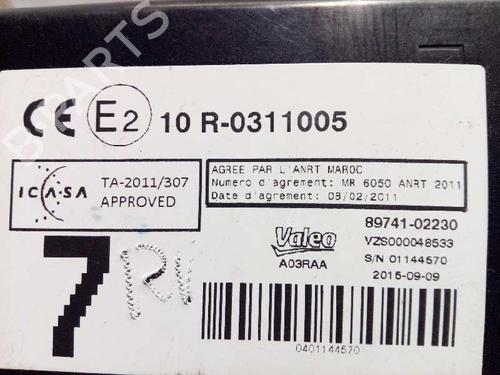 CE E2 10 R-0311005
ICASA
TA-2011/307
APPROVED
AGREE PAR L'ANRT MAROC
Numero d'agrement: MR 6050 ANRT 2011
Date d'agrement: 08/02/2011
7
Valeo
A03RAA
89741-02230
VZS000048533
S/N 01144570
2015-09-09
0401144570
B-PARTS